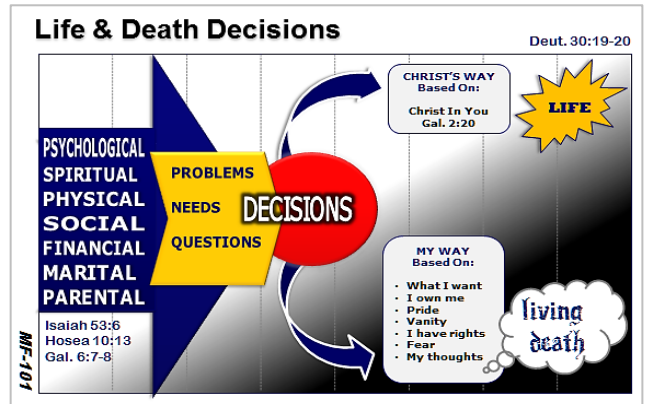 Life & Death Decisions
Deut. 30:19-20
PSYCHOLOGICAL
SPIRITUAL
PHYSICAL
SOCIAL
FINANCIAL
MARITAL
PARENTAL
Isaiah 53:6
Hosea 10:13
Gal. 6:7-8
MF-101
PROBLEMS
NEEDS
QUESTIONS
DECISIONS
CHRIST'S WAY
Based On:
Christ In You
Gal. 2:20
LIFE
MY WAY
Based On:
· What I want
· I own me
· Pride
· Vanity
· I have rights
· Fear
· My thoughts
living
death